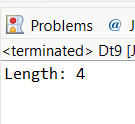 Problems J
<terminated> Dt9 [J
Length: 4